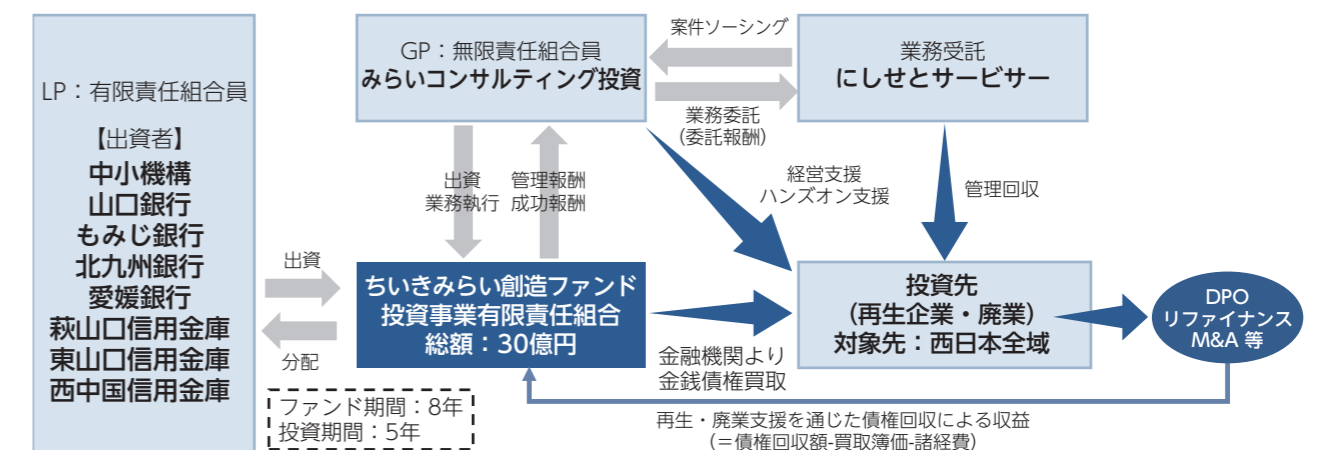 LP：有限責任組合員
【出資者】
中小機構
山口銀行
もみじ銀行
北九州銀行
愛媛銀行
萩山口信用金庫
東山口信用金庫
西中国信用金庫
出資
分配
GP：無限責任組合員
みらいコンサルティング投資
案件ソーシング
業務委託
(委託報酬)
業務受託
にしせとサービサー
出資
業務執行
管理報酬
成功報酬
経営支援
ハンズオン支援
管理回収
ちいきみらい創造ファンド
投資事業有限責任組合
総額：30億円
金融機関より
金銭債権買取
投資先
（再生企業・廃業）
対象先：西日本全域
DPO
リファイナンス
M&A 等
ファンド期間：8年
投資期間：5年
再生・廃業支援を通じた債権回収による収益
(＝債権回収額-買取簿価-諸経費)